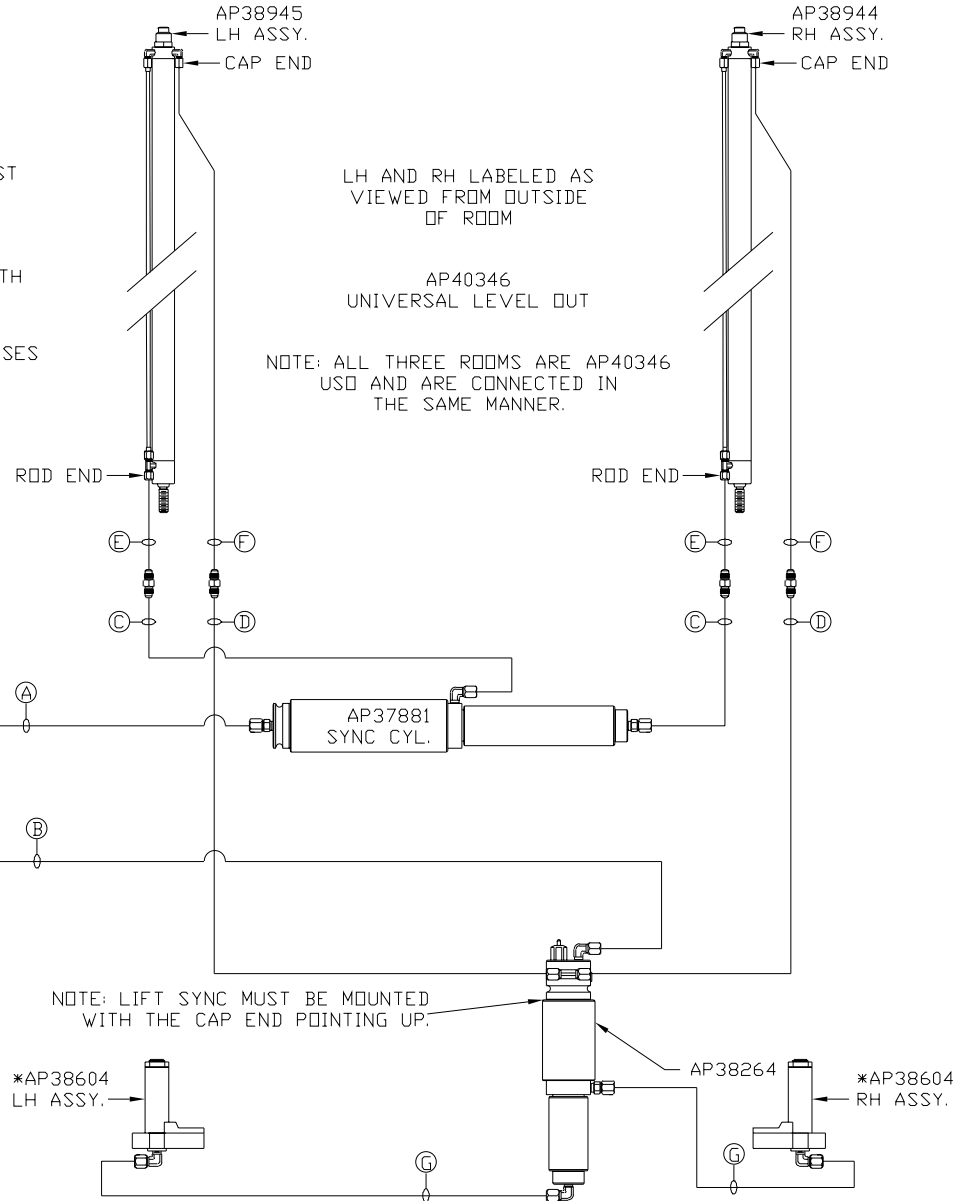 AP38945
LH ASSY.
CAP END
AP38944
RH ASSY.
CAP END
ST
LH AND RH LABELED AS
VIEWED FROM OUTSIDE
OF ROOM
TH
AP40346
UNIVERSAL LEVEL OUT
SES
NOTE: ALL THREE ROOMS ARE AP40346
USO AND ARE CONNECTED IN
THE SAME MANNER.
ROD END
ROD END
E
F
E
F
C
D
C
D
A
AP37881
SYNC CYL.
B
NOTE: LIFT SYNC MUST BE MOUNTED
WITH THE CAP END POINTING UP.
AP38264
*AP38604
LH ASSY.
*AP38604
RH ASSY.
G
G